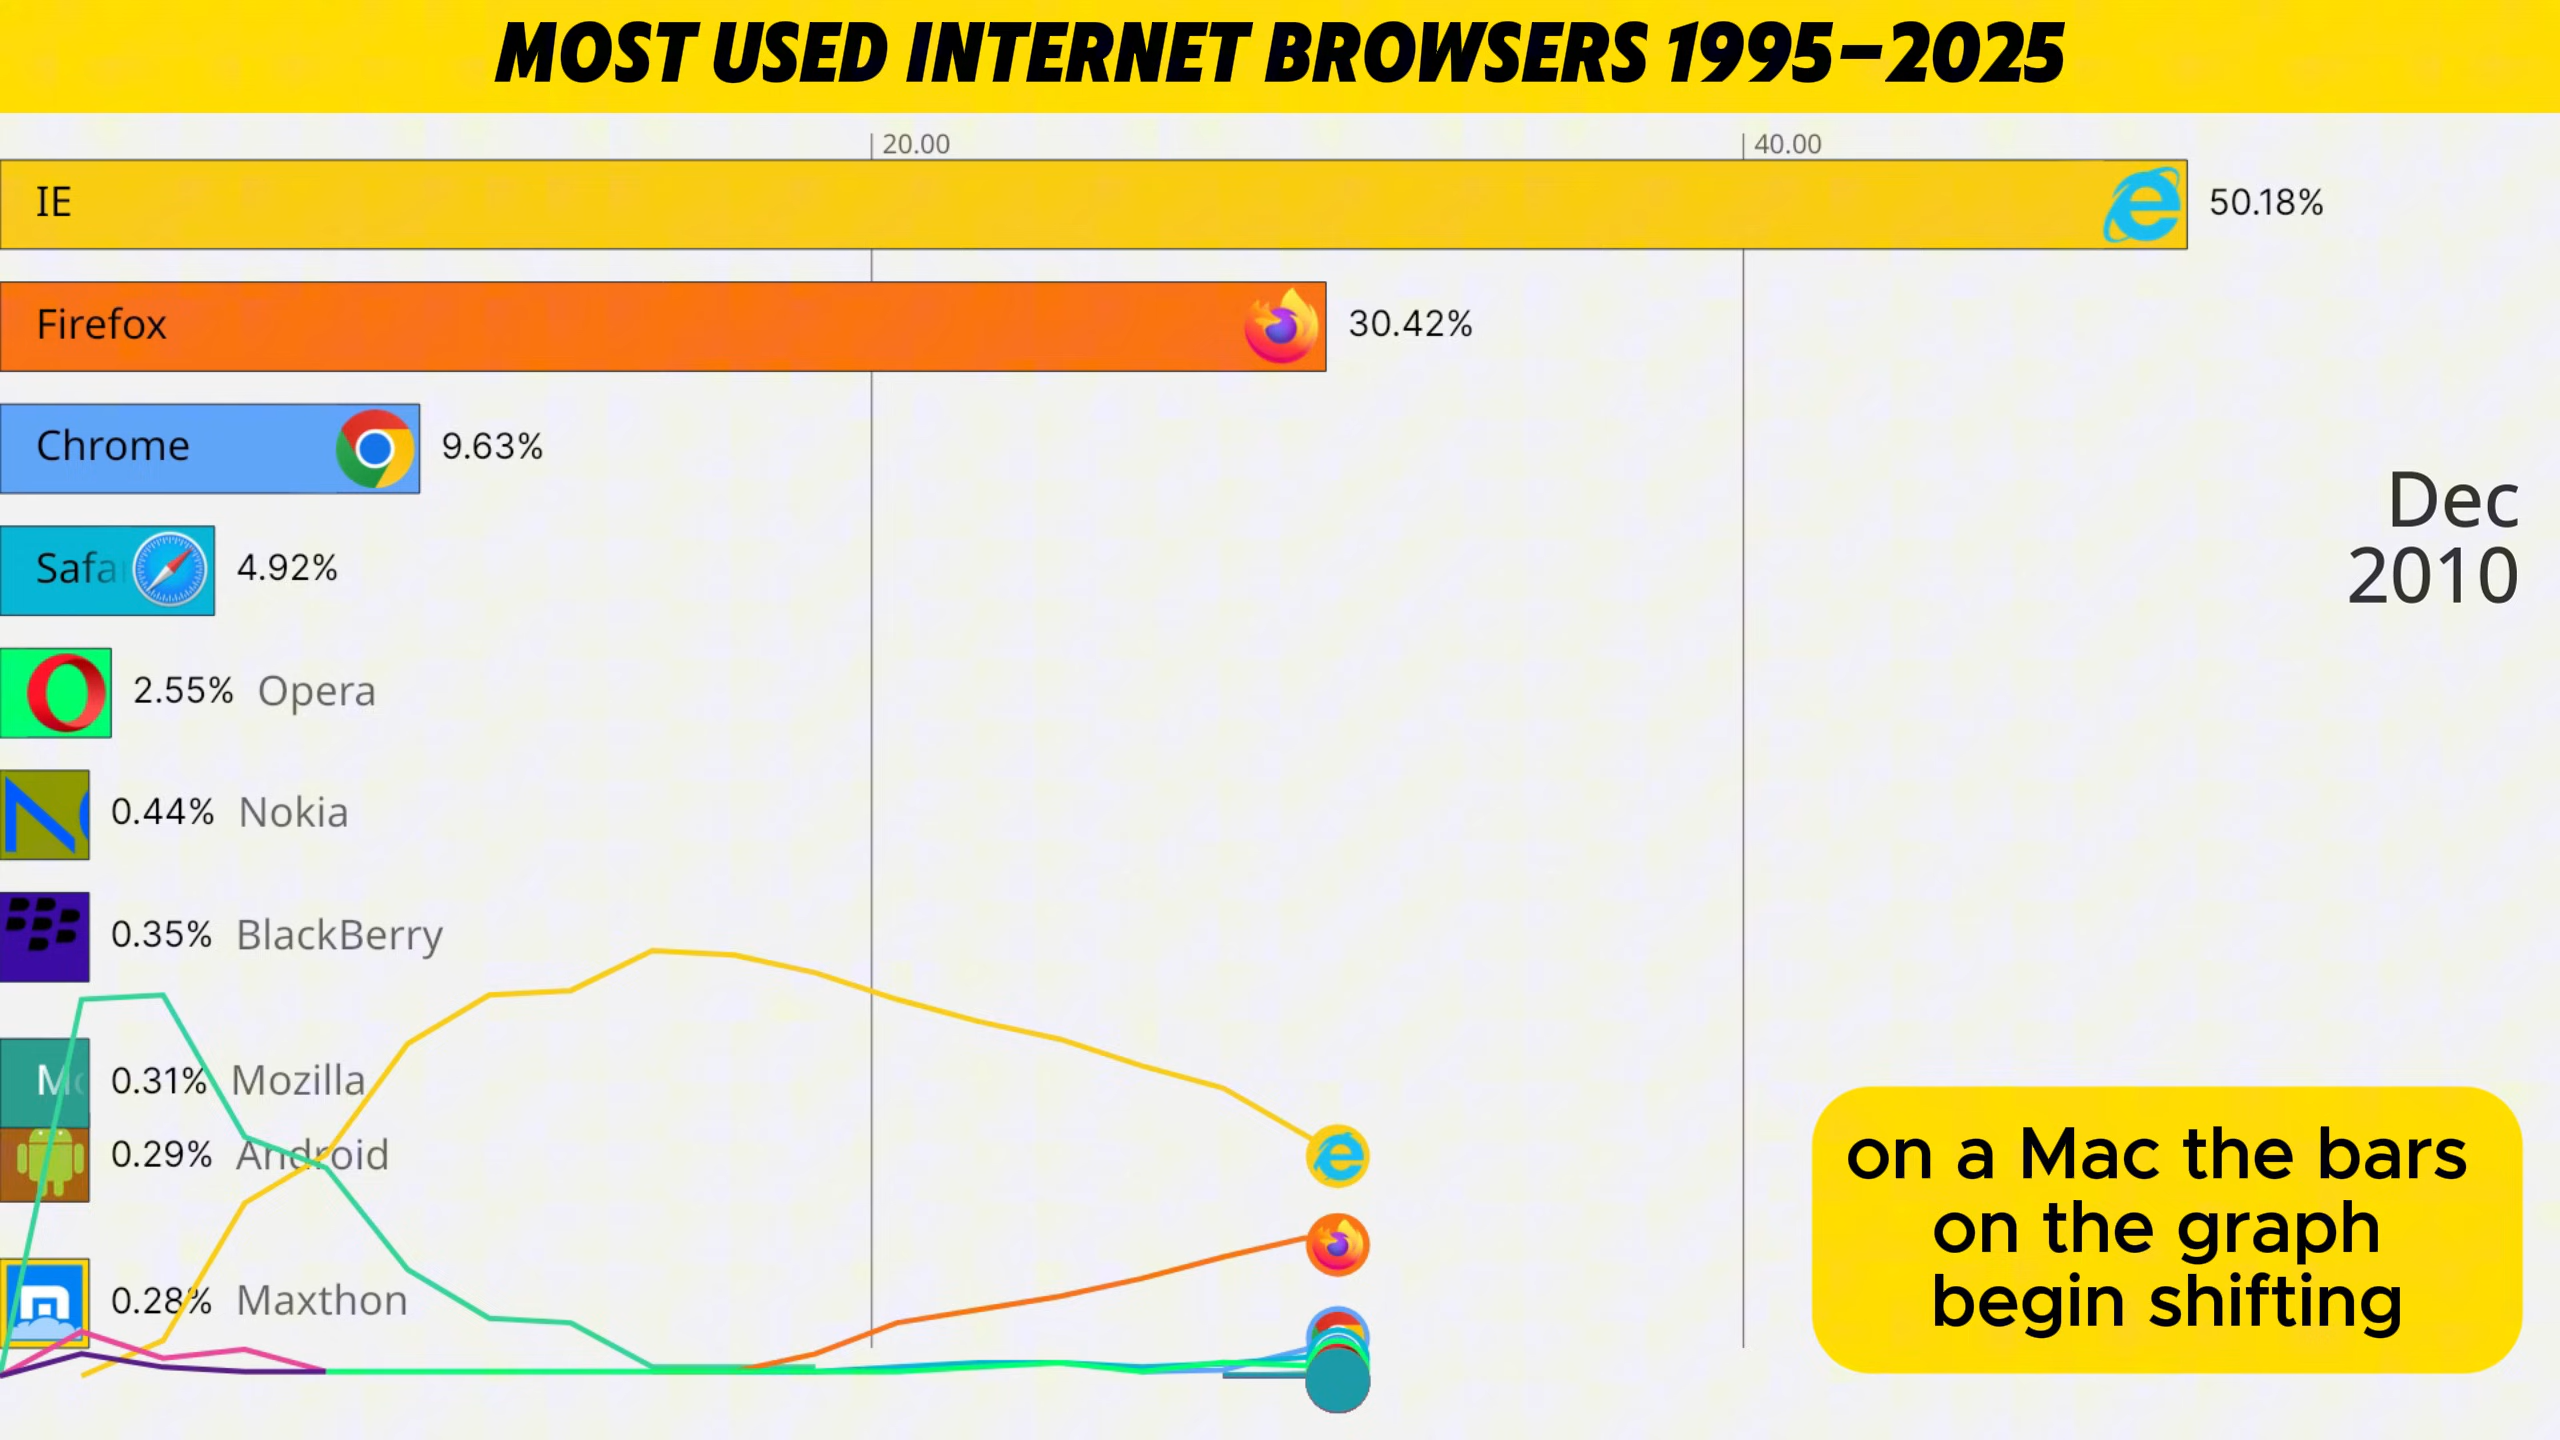 MOST USED INTERNET BROWSERS 1995–2025
20.00 40.00
IE 50.18%
Firefox 30.42%
Chrome 9.63%
Safa 4.92%
2.55% Opera
0.44% Nokia
0.35% BlackBerry
0.31% Mozilla
0.29% Android
0.28% Maxthon
Dec
2010
on a Mac the bars
on the graph
begin shifting